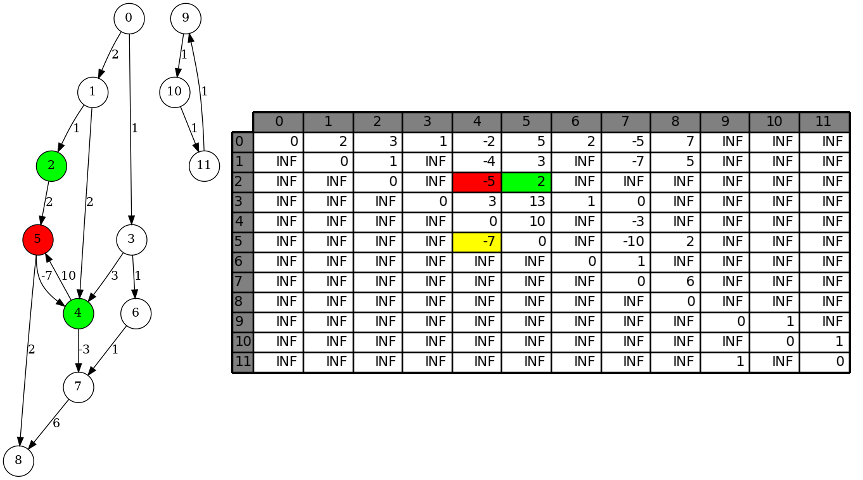 0
9
2
1
1
10
1
1
1
1
2
11
2
2
5
3
-7
10
3
1
4
6
2
-3
1
7
6
8
0 1 2 3 4 5 6 7 8 9 10 11
0 0 2 3 1 -2 5 2 -5 7 INF INF INF
1 INF 0 1 INF -4 3 INF -7 5 INF INF INF
2 INF INF 0 INF -5 2 INF INF INF INF INF INF
3 INF INF INF 0 3 13 1 0 INF INF INF INF
4 INF INF INF INF 0 10 INF -3 INF INF INF INF
5 INF INF INF INF -7 0 INF -10 2 INF INF INF
6 INF INF INF INF INF INF 0 1 INF INF INF INF
7 INF INF INF INF INF INF INF 0 6 INF INF INF
8 INF INF INF INF INF INF INF INF 0 INF INF INF
9 INF INF INF INF INF INF INF INF INF 0 1 INF
10 INF INF INF INF INF INF INF INF INF INF 0 1
11 INF INF INF INF INF INF INF INF INF 1 INF 0